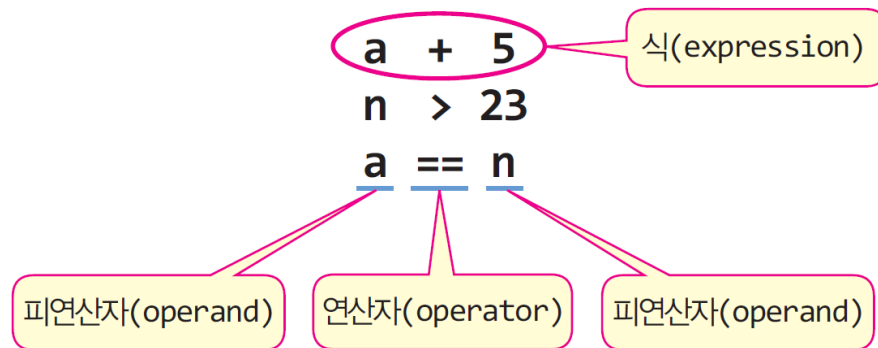 a + 5
식(expression)
n > 23
a == n
피연산자(operand)
연산자(operator)
피연산자(operand)